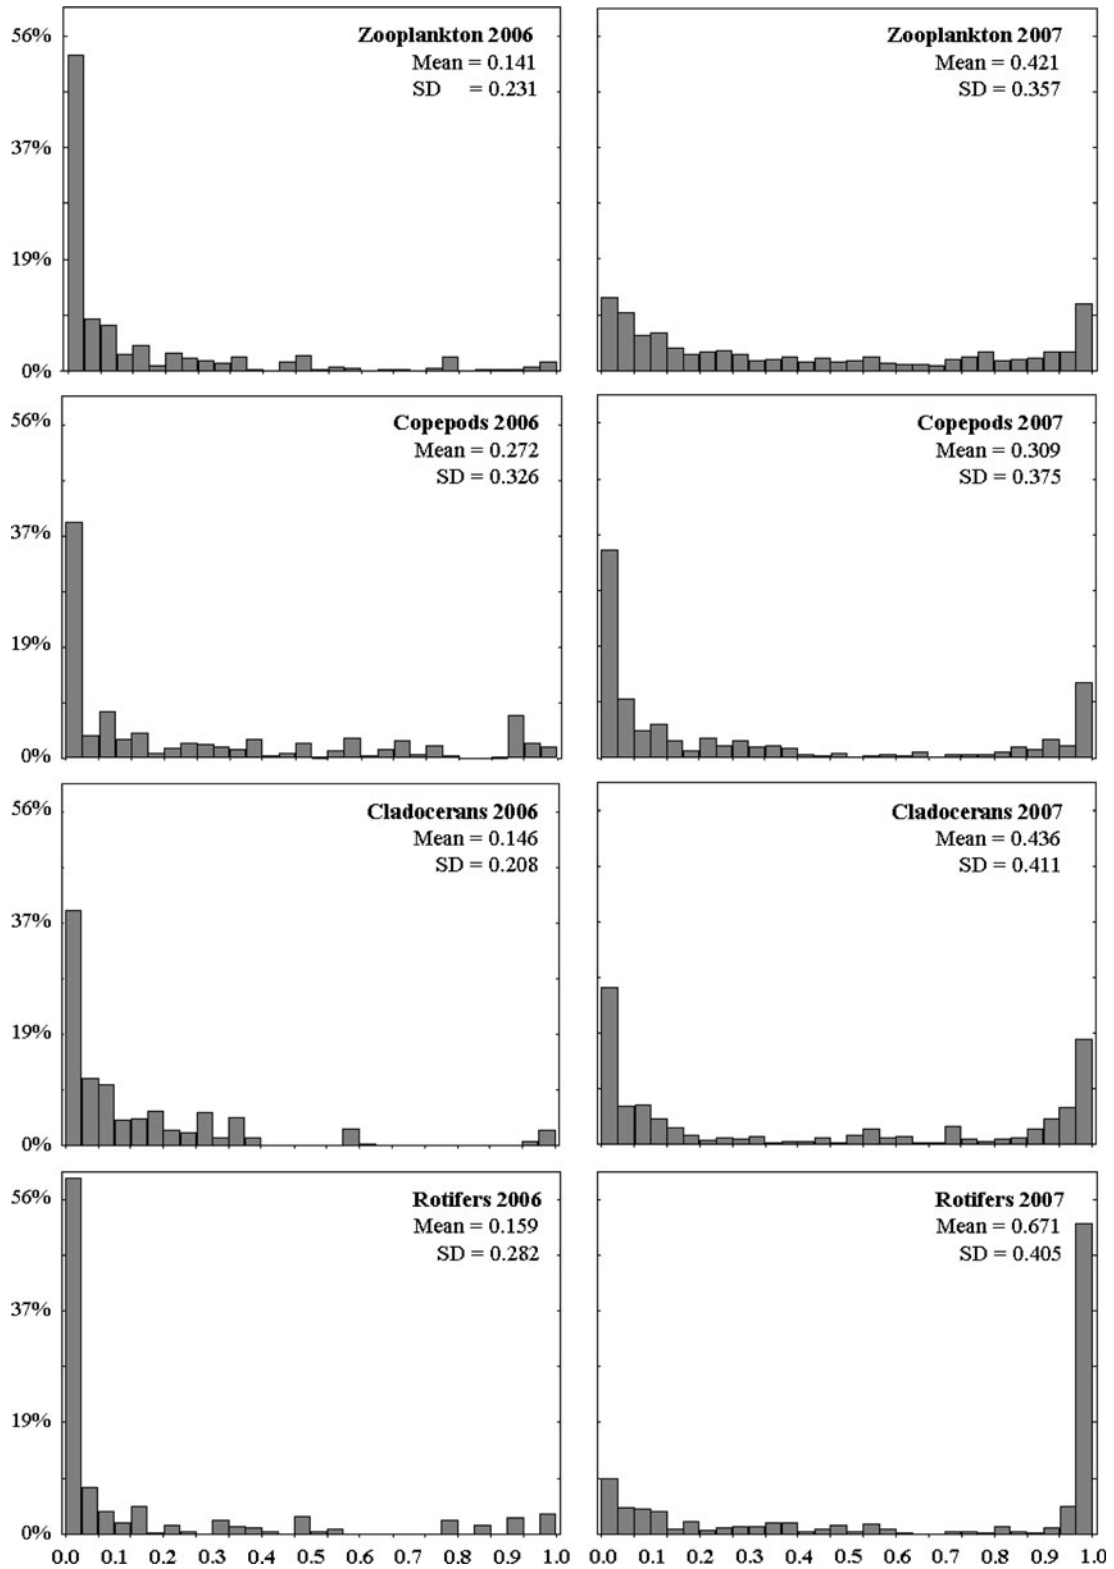 Zooplankton 2006
Mean = 0.141
SD = 0.231
56%
37%
19%
0%
Zooplankton 2007
Mean = 0.421
SD = 0.357
Copepods 2006
Mean = 0.272
SD = 0.326
56%
37%
19%
0%
Copepods 2007
Mean = 0.309
SD = 0.375
Cladocerans 2006
Mean = 0.146
SD = 0.208
56%
37%
19%
0%
Cladocerans 2007
Mean = 0.436
SD = 0.411
Rotifers 2006
Mean = 0.159
SD = 0.282
56%
37%
19%
0%
0.0 0.1 0.2 0.3 0.4 0.5 0.6 0.7 0.8 0.9 1.0
Rotifers 2007
Mean = 0.671
SD = 0.405
0.0 0.1 0.2 0.3 0.4 0.5 0.6 0.7 0.8 0.9 1.0